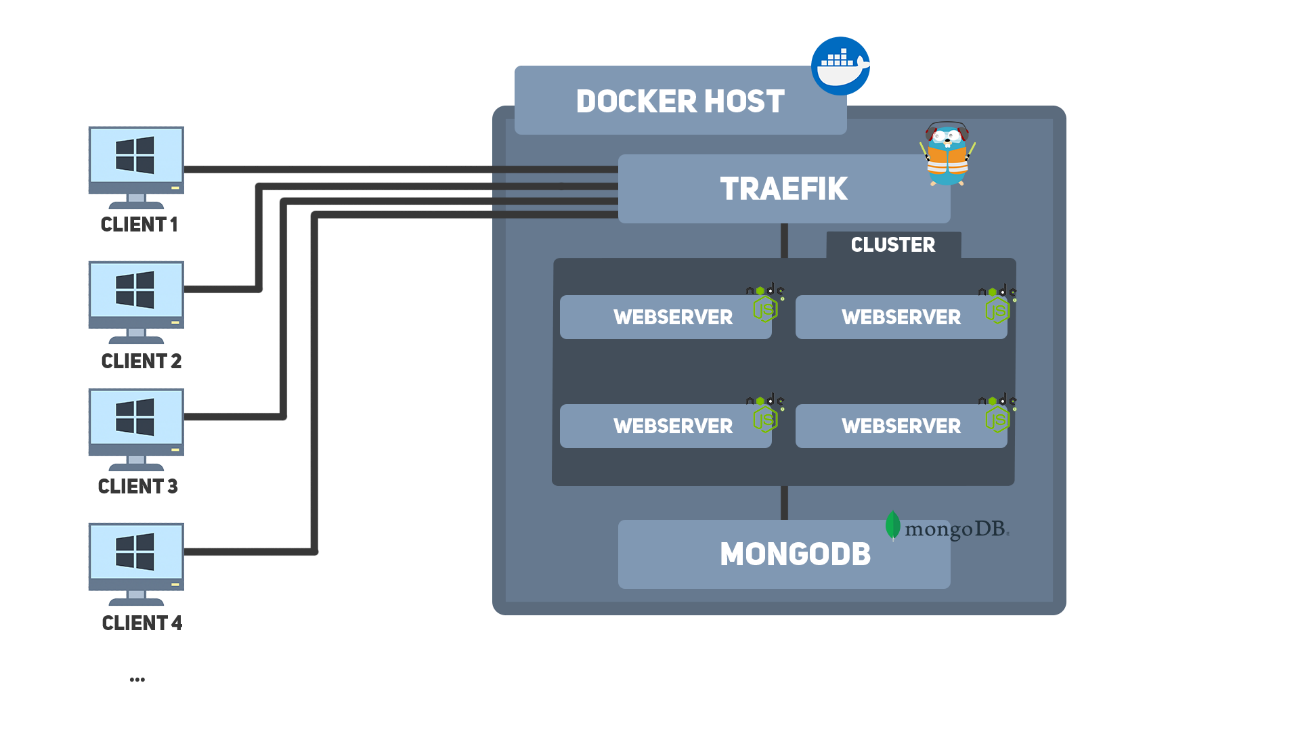 DOCKER HOST
TRAEFIK
CLUSTER
WEBSERVER
WEBSERVER
WEBSERVER
WEBSERVER
mongoDB.
MONGODB
CLIENT 1
CLIENT 2
CLIENT 3
CLIENT 4
...